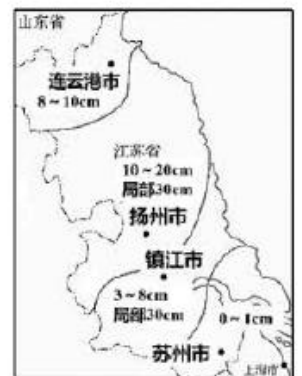 山东省
连云港市
8~10cm
江苏省
10~20cm
局部30cm
扬州市
镇江市
3~8cm
局部30cm
0~1cm
苏州市
上海市